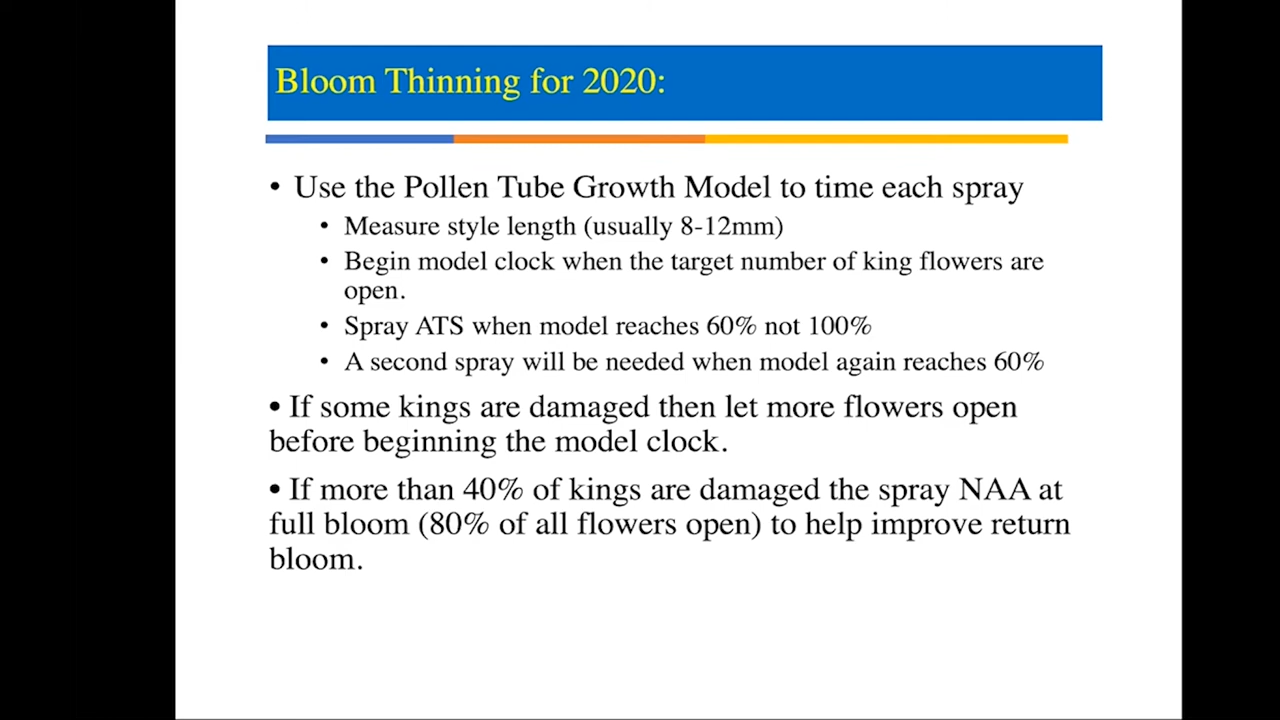 Bloom Thinning for 2020:
• Use the Pollen Tube Growth Model to time each spray
• Measure style length (usually 8-12mm)
• Begin model clock when the target number of king flowers are
open.
• Spray ATS when model reaches 60% not 100%
• A second spray will be needed when model again reaches 60%
• If some kings are damaged then let more flowers open
before beginning the model clock.
• If more than 40% of kings are damaged the spray NAA at
full bloom (80% of all flowers open) to help improve return
bloom.